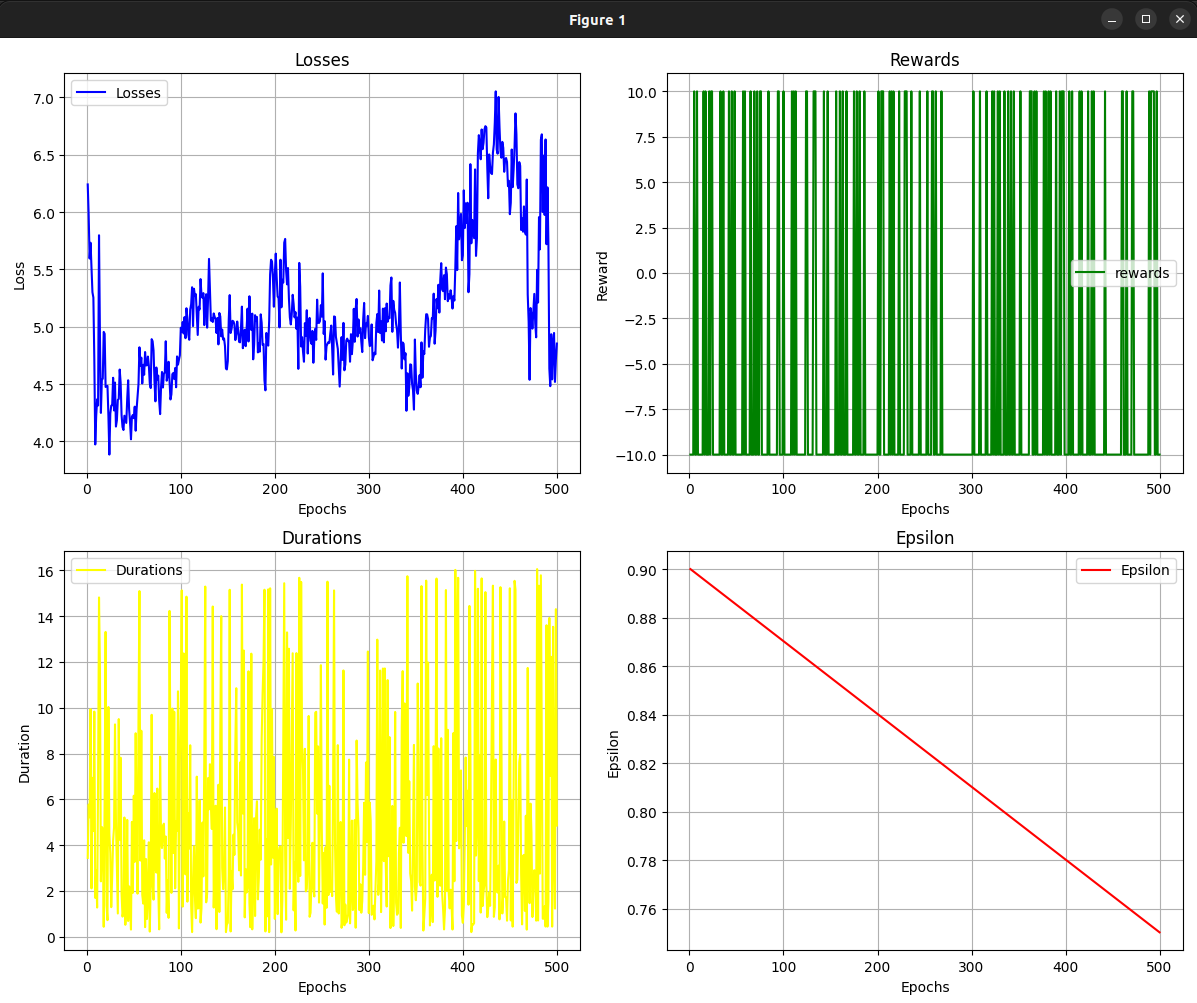 Figure 1
Losses
Losses
7.0
6.5
6.0
5.5
5.0
4.5
4.0
Loss
0 100 200 300 400 500
Epochs
Rewards
rewards
10.0
7.5
5.0
2.5
0.0
−2.5
−5.0
−7.5
−10.0
Reward
0 100 200 300 400 500
Epochs
Durations
Durations
16
14
12
10
8
6
4
2
0
Duration
0 100 200 300 400 500
Epochs
Epsilon
Epsilon
0.90
0.88
0.86
0.84
0.82
0.80
0.78
0.76
Epsilon
0 100 200 300 400 500
Epochs